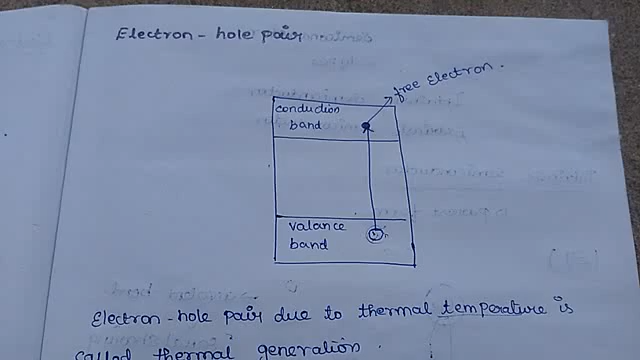 Electron-hole pair
free electron.
conduction
band
valance
band
Electron-hole pair due to thermal temperature is
called thermal generation.